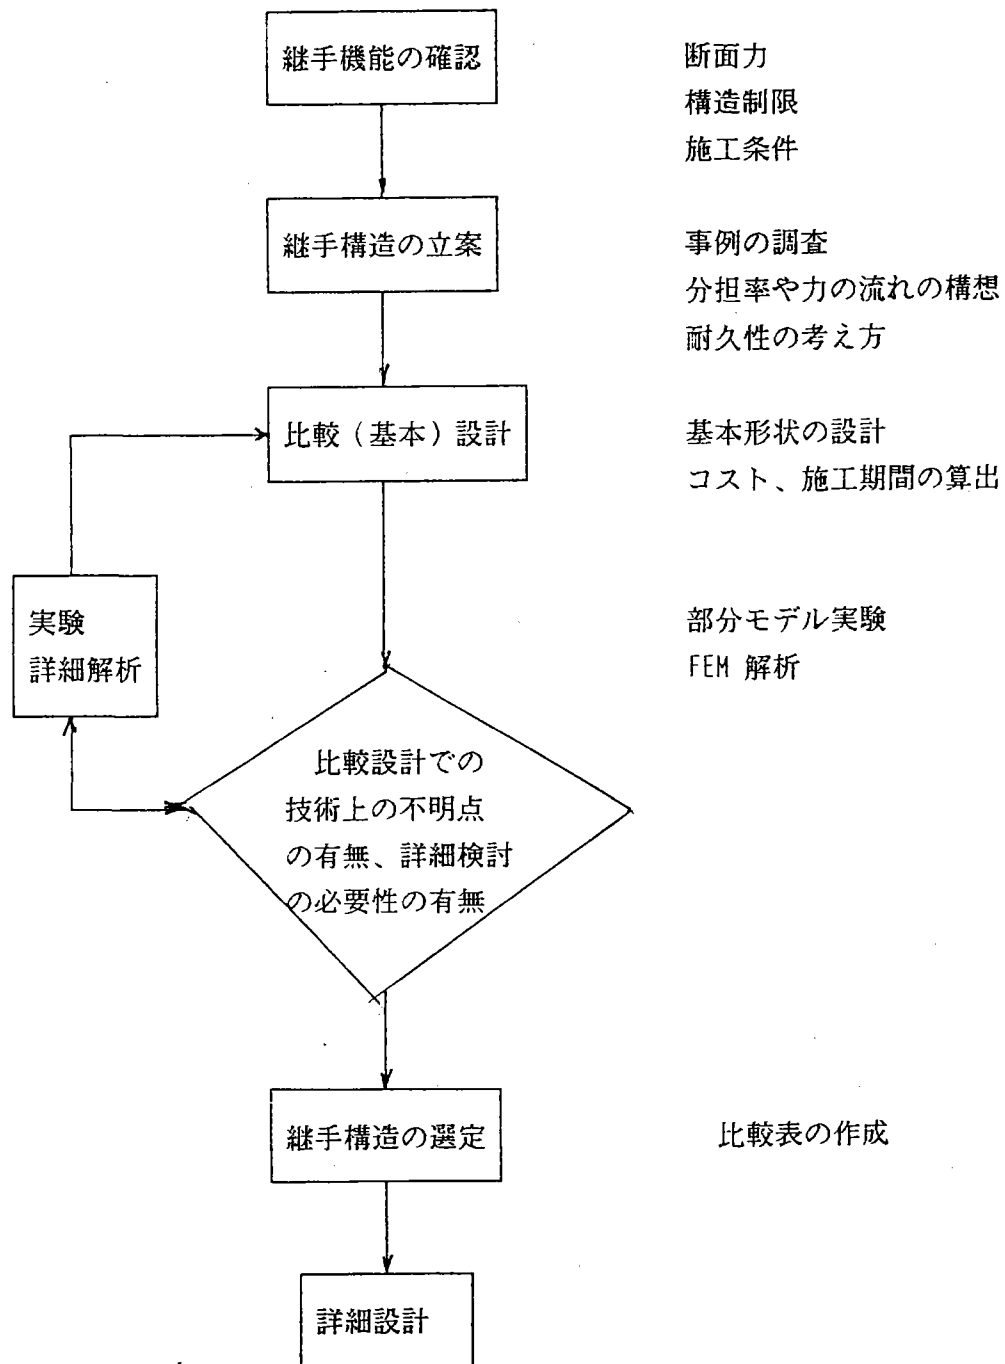 継手機能の確認
断面力
構造制限
施工条件
継手構造の立案
事例の調査
分担率や力の流れの構想
耐久性の考え方
比較(基本)設計
基本形状の設計
コスト、施工期間の算出
実験
詳細解析
部分モデル実験
FEM 解析
比較設計での
技術上の不明点
の有無、詳細検討
の必要性の有無
継手構造の選定
比較表の作成
詳細設計